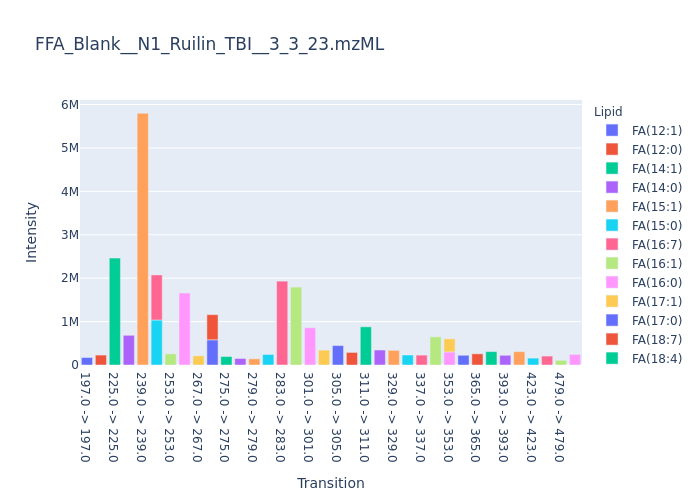 FFA_Blank__N1_Ruilin_TBI__3_3_23.mzML
Intensity
6M
5M
4M
3M
2M
1M
0
197.0 -> 197.0
225.0 -> 225.0
239.0 -> 239.0
253.0 -> 253.0
267.0 -> 267.0
275.0 -> 275.0
279.0 -> 279.0
283.0 -> 283.0
301.0 -> 301.0
305.0 -> 305.0
311.0 -> 311.0
329.0 -> 329.0
337.0 -> 337.0
353.0 -> 353.0
365.0 -> 365.0
393.0 -> 393.0
423.0 -> 423.0
479.0 -> 479.0
Transition
Lipid
FA(12:1)
FA(12:0)
FA(14:1)
FA(14:0)
FA(15:1)
FA(15:0)
FA(16:7)
FA(16:1)
FA(16:0)
FA(17:1)
FA(17:0)
FA(18:7)
FA(18:4)